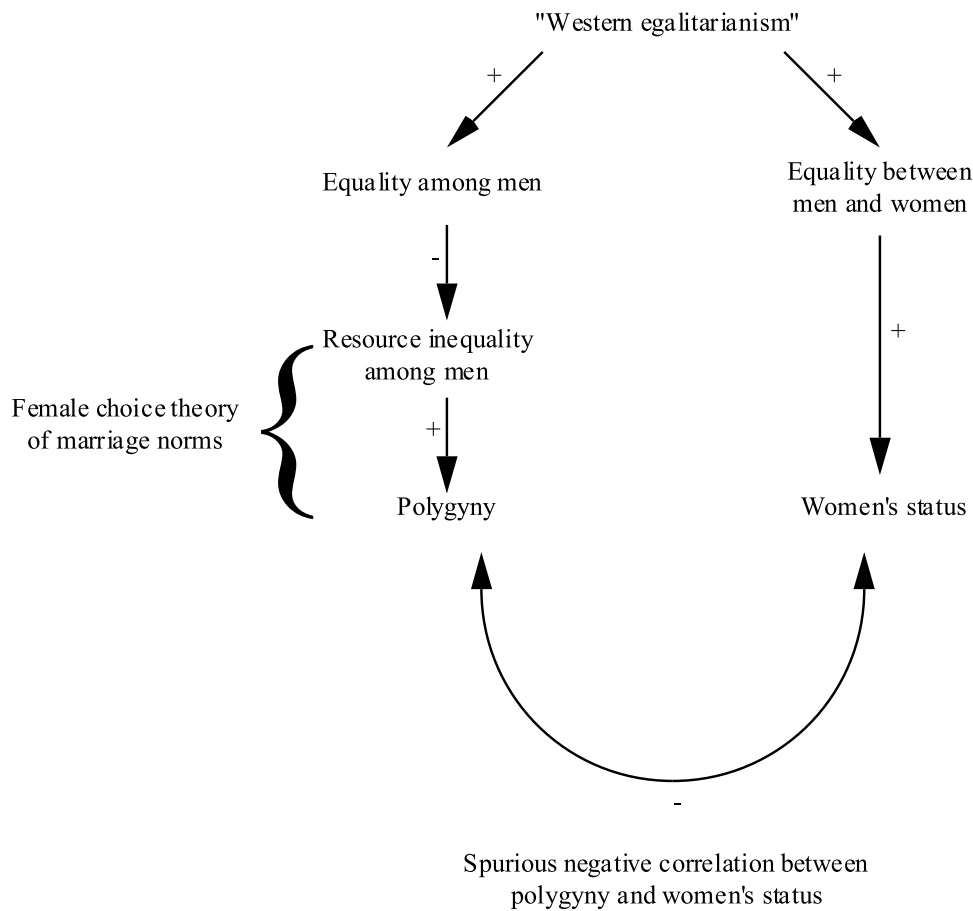 "Western egalitarianism"
+
+
Equality among men
Equality between
men and women
-
+
Resource inequality
among men
Female choice theory
of marriage norms
+
Polygyny
Women's status
-
Spurious negative correlation between
polygyny and women's status